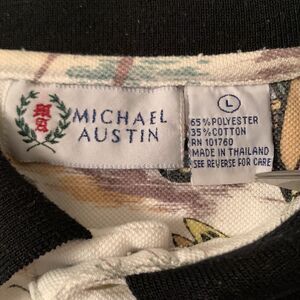 MICHAEL
AUSTIN
L
65% POLYESTER
35% COTTON
RN 101760
MADE IN THAILAND
SEE REVERSE FOR CARE